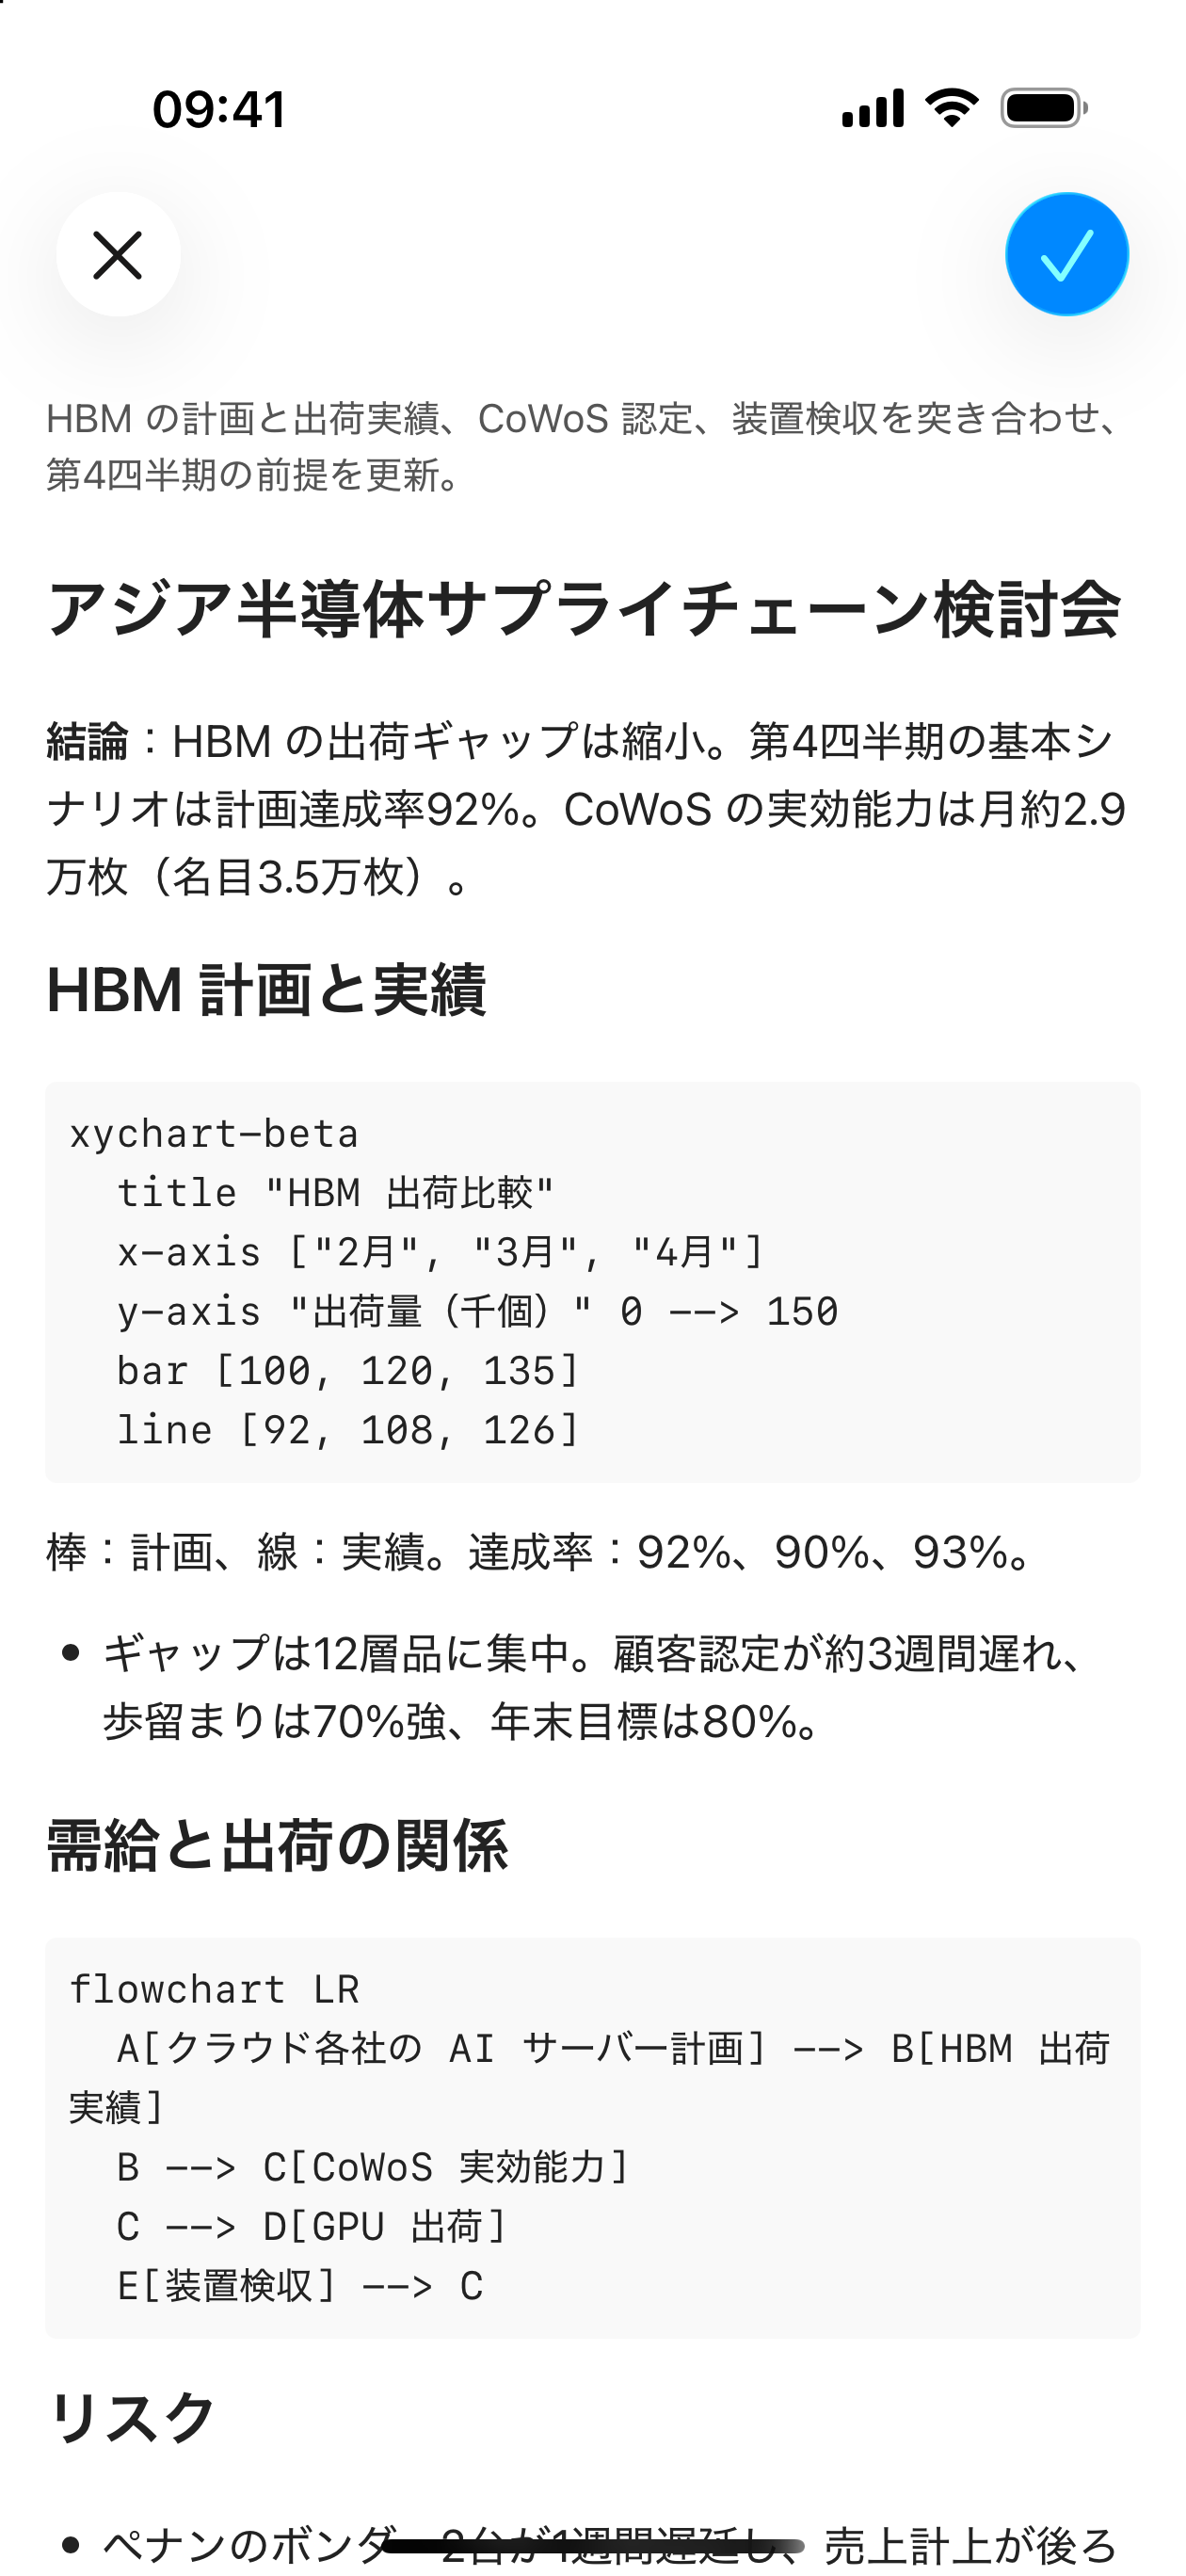 09:41
HBM の計画と出荷実績、CoWoS 認定、装置検収を突き合わせ、
第4四半期の前提を更新。
アジア半導体サプライチェーン検討会
結論：HBM の出荷ギャップは縮小。第4四半期の基本シ
ナリオは計画達成率92%。CoWoS の実効能力は月約2.9
万枚（名目3.5万枚）。
HBM 計画と実績
xychart-beta
  title "HBM 出荷比較"
  x-axis ["2月", "3月", "4月"]
  y-axis "出荷量（千個）" 0 --> 150
  bar [100, 120, 135]
  line [92, 108, 126]
棒：計画、線：実績。達成率：92%、90%、93%。
• ギャップは12層品に集中。顧客認定が約3週間遅れ、
歩留まりは70%強、年末目標は80%。
需給と出荷の関係
flowchart LR
  A[クラウド各社の AI サーバー計画] --> B[HBM 出荷
実績]
  B --> C[CoWoS 実効能力]
  C --> D[GPU 出荷]
  E[装置検収] --> C
リスク
• ペナンのボンダー2台が1週間遅延し、売上計上が後ろ